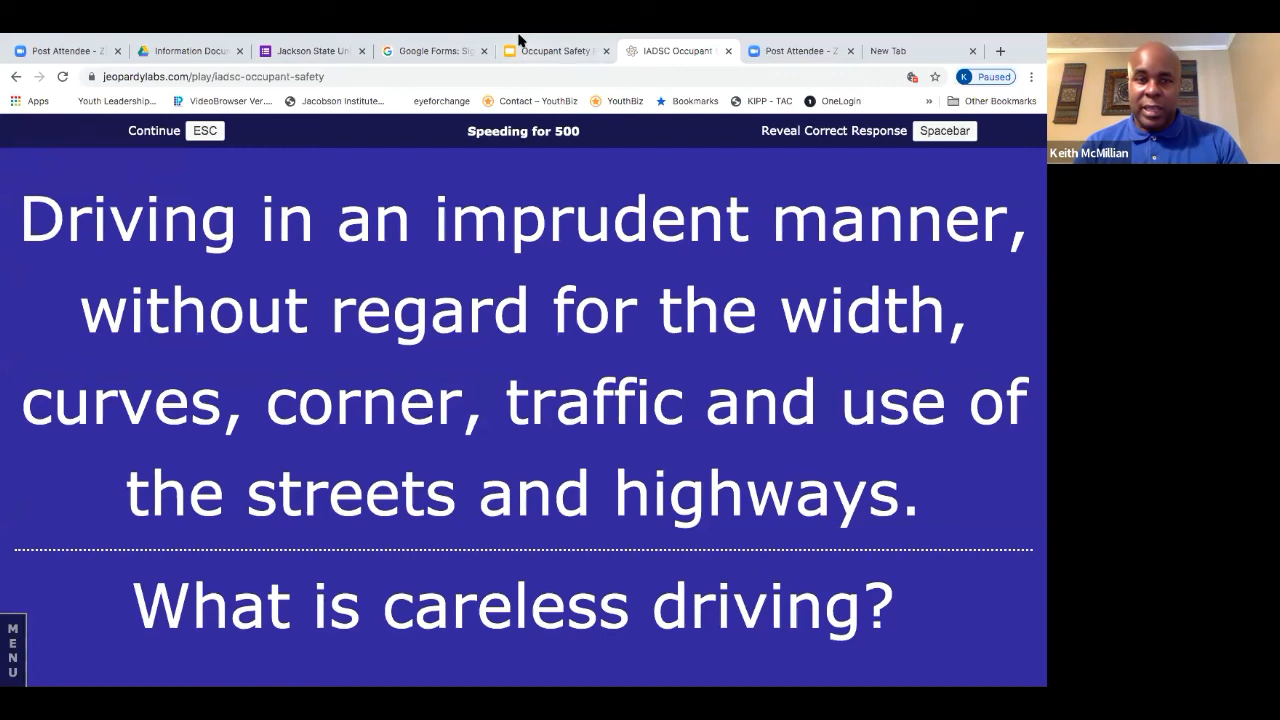 Post Attendee - Z
Information Docu
Jackson State Un
Google Forms: Sig
Occupant Safety
IADSC Occupant
Post Attendee - Z
New Tab
jeopardylabs.com/play/iadsc-occupant-safety
K Paused
Apps
Youth Leadership...
VideoBrowser Ver....
Jacobson Institute...
eyeforchange
Contact – YouthBiz
YouthBiz
Bookmarks
KIPP - TAC
OneLogin
»
Other Bookmarks
Continue ESC
Speeding for 500
Reveal Correct Response Spacebar
Keith McMillian
Driving in an imprudent manner,
without regard for the width,
curves, corner, traffic and use of
the streets and highways.
What is careless driving?
MENU